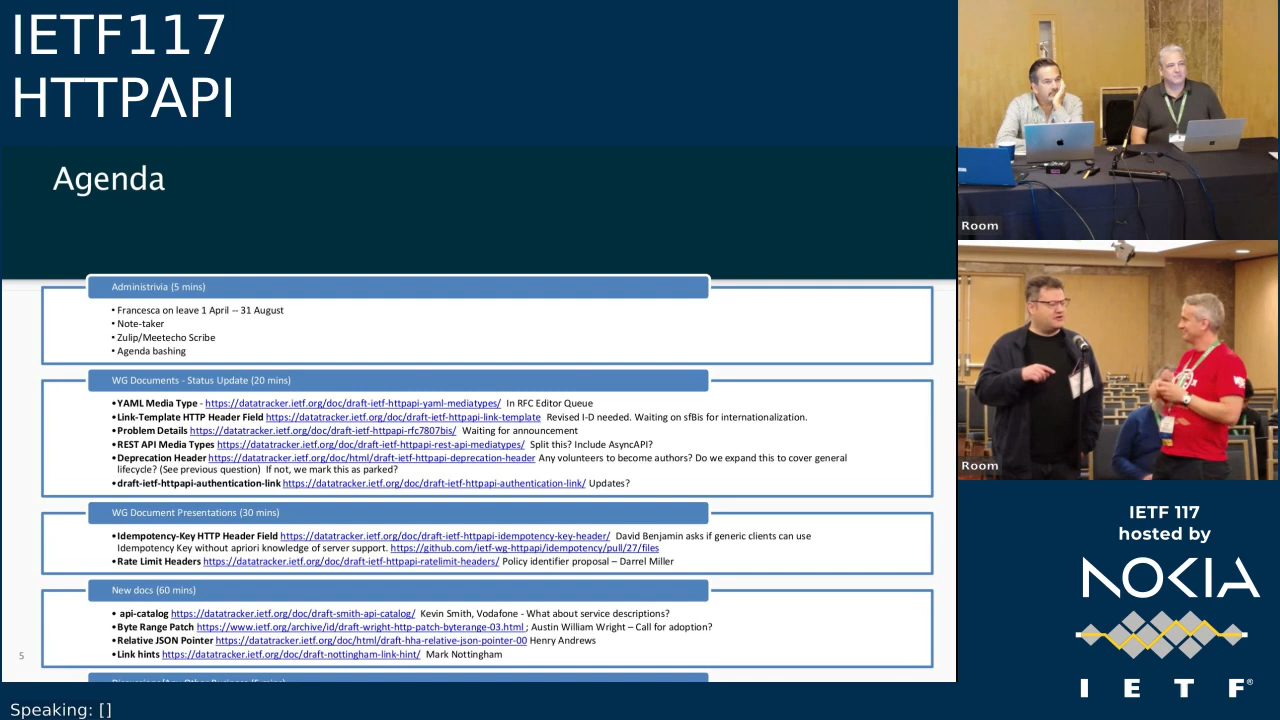 IETF117
HTTPAPI
Agenda
Administrivia (5 mins)
• Francesca on leave 1 April -- 31 August
• Note-taker
• Zulip/Meetecho Scribe
• Agenda bashing
WG Documents - Status Update (20 mins)
•YAML Media Type - https://datatracker.ietf.org/doc/draft-ietf-httpapi-yaml-mediatypes/ In RFC Editor Queue
•Link-Template HTTP Header Field https://datatracker.ietf.org/doc/draft-ietf-httpapi-link-template Revised I-D needed. Waiting on sfBis for internationalization.
•Problem Details https://datatracker.ietf.org/doc/draft-ietf-httpapi-rfc7807bis/ Waiting for announcement
•REST API Media Types https://datatracker.ietf.org/doc/draft-ietf-httpapi-rest-api-mediatypes/ Split this? Include AsyncAPI?
•Deprecation Header https://datatracker.ietf.org/doc/html/draft-ietf-httpapi-deprecation-header Any volunteers to become authors? Do we expand this to cover general
lifecycle? (See previous question) If not, we mark this as parked?
•draft-ietf-httpapi-authentication-link https://datatracker.ietf.org/doc/draft-ietf-httpapi-authentication-link/ Updates?
WG Document Presentations (30 mins)
•Idempotency-Key HTTP Header Field https://datatracker.ietf.org/doc/draft-ietf-httpapi-idempotency-key-header/ David Benjamin asks if generic clients can use
Idempotency Key without apriori knowledge of server support. https://github.com/ietf-wg-httpapi/idempotency/pull/27/files
•Rate Limit Headers https://datatracker.ietf.org/doc/draft-ietf-httpapi-ratelimit-headers/ Policy identifier proposal – Darrel Miller
New docs (60 mins)
• api-catalog https://datatracker.ietf.org/doc/draft-smith-api-catalog/ Kevin Smith, Vodafone - What about service descriptions?
•Byte Range Patch https://www.ietf.org/archive/id/draft-wright-http-patch-byterange-03.html ; Austin William Wright – Call for adoption?
•Relative JSON Pointer https://datatracker.ietf.org/doc/html/draft-hha-relative-json-pointer-00 Henry Andrews
•Link hints https://datatracker.ietf.org/doc/draft-nottingham-link-hint/ Mark Nottingham
5
Speaking: []
Room
Room
IETF 117
hosted by
NOKIA
I E T F®